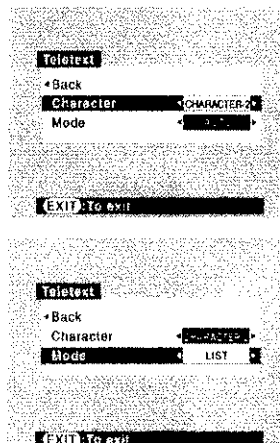 Teletext
Back
Character CHARACTER-2
Mode
EXIT To exit
Teletext
Back
Character
Mode LIST
EXIT To exit